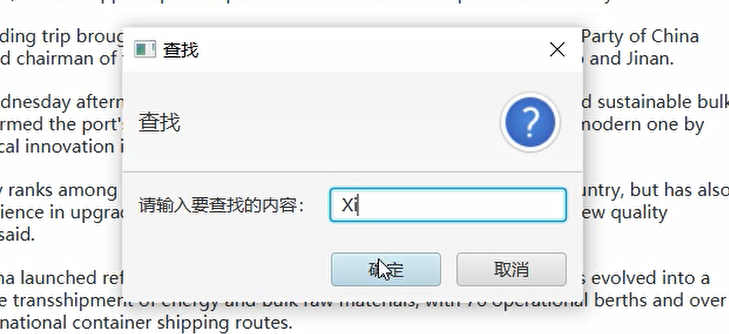 查找
ding trip broug
Party of China
d chairman of
and Jinan.
查找
dnesday aftern
d sustainable bulk
rmed the port's
modern one by
cal innovation i
y ranks among
请输入要查找的内容： Xi
untry, but has also
ience in upgrad
ew quality
said.
确定 取消
na launched ref
s evolved into a
e transshipment of energy and bulk raw materials, with 76 operational berths and over
national container shipping routes.